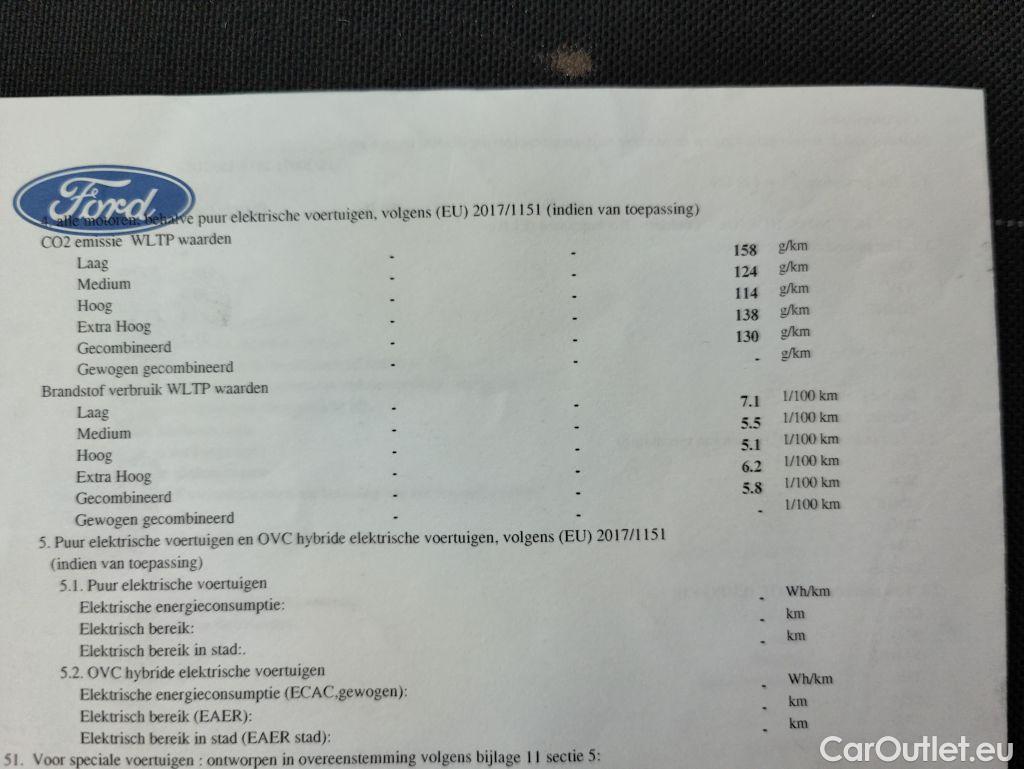 Ford
4. alle motoren: behalve puur elektrische voertuigen, volgens (EU) 2017/1151 (indien van toepassing)
CO2 emissie WLTP waarden
Laag - - 158 g/km
Medium - - 124 g/km
Hoog - - 114 g/km
Extra Hoog - - 138 g/km
Gecombineerd - - 130 g/km
Gewogen gecombineerd - - - g/km
Brandstof verbruik WLTP waarden
Laag - - 7.1 l/100 km
Medium - - 5.5 l/100 km
Hoog - - 5.1 l/100 km
Extra Hoog - - 6.2 l/100 km
Gecombineerd - - 5.8 l/100 km
Gewogen gecombineerd - - - l/100 km
5. Puur elektrische voertuigen en OVC hybride elektrische voertuigen, volgens (EU) 2017/1151
(indien van toepassing)
5.1. Puur elektrische voertuigen
Elektrische energieconsumptie: - Wh/km
Elektrisch bereik: - km
Elektrisch bereik in stad:. - km
5.2. OVC hybride elektrische voertuigen
Elektrische energieconsumptie (ECAC,gewogen): - Wh/km
Elektrisch bereik (EAER): - km
Elektrisch bereik in stad (EAER stad): - km
51. Voor speciale voertuigen : ontworpen in overeenstemming volgens bijlage 11 sectie 5:
CarOutlet.eu